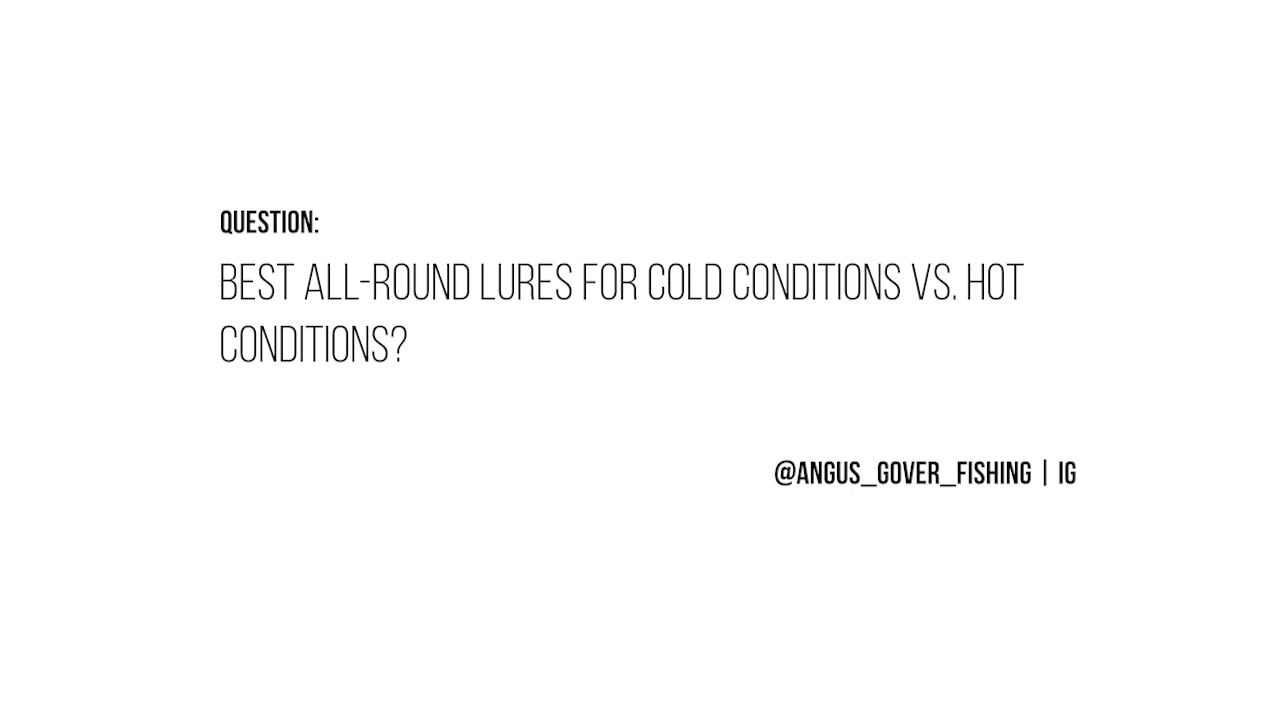 QUESTION:
BEST ALL-ROUND LURES FOR COLD CONDITIONS VS. HOT
CONDITIONS?
@ANGUS_GOVER_FISHING | IG